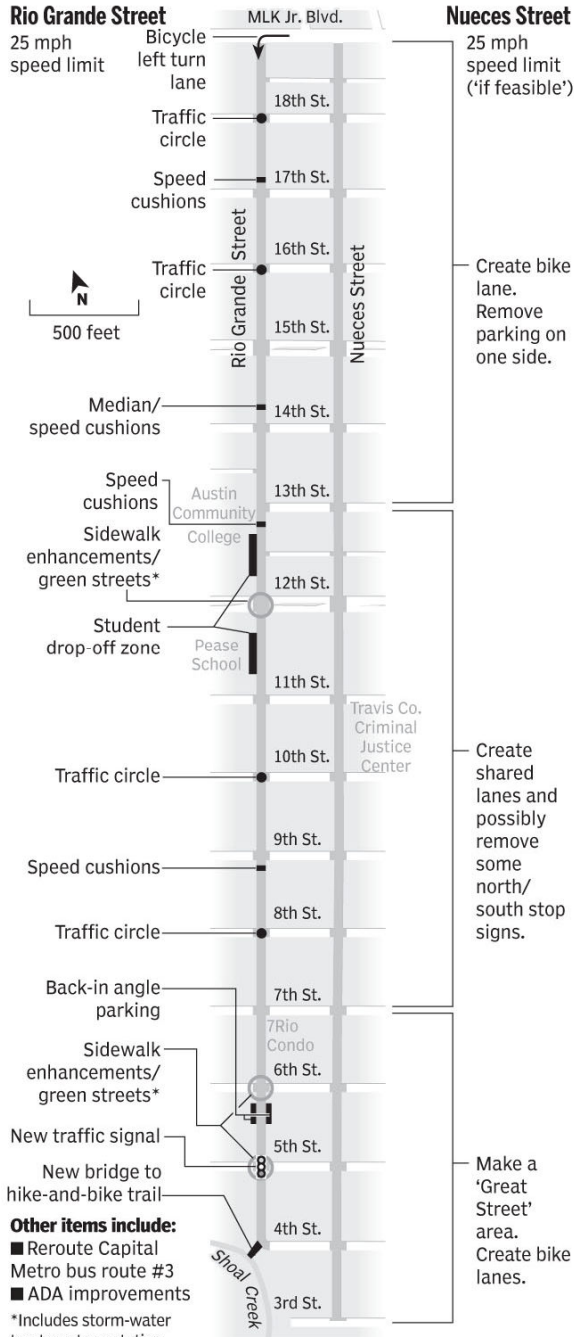 Rio Grande Street
25 mph
speed limit
MLK Jr. Blvd.
Nueces Street
25 mph
speed limit
('if feasible')
Bicycle
left turn
lane
18th St.
Traffic
circle
Speed
cushions
17th St.
16th St.
Traffic
circle
Rio Grande Street
Nueces Street
N
500 feet
15th St.
Create bike
lane.
Remove
parking on
one side.
Median/
speed cushions
14th St.
13th St.
Speed
cushions
Austin
Community
College
Sidewalk
enhancements/
green streets*
12th St.
Student
drop-off zone
Pease
School
11th St.
Travis Co.
Criminal
Justice
Center
10th St.
Traffic circle
Create
shared
lanes and
possibly
remove
some
north/
south stop
signs.
9th St.
Speed cushions
8th St.
Traffic circle
Back-in angle
parking
7th St.
7Rio
Condo
Sidewalk
enhancements/
green streets*
6th St.
New traffic signal
5th St.
New bridge to
hike-and-bike trail
Make a
'Great
Street'
area.
Create bike
lanes.
4th St.
Shoal Creek
3rd St.
Other items include:
■ Reroute Capital
Metro bus route #3
■ ADA improvements
*Includes storm-water